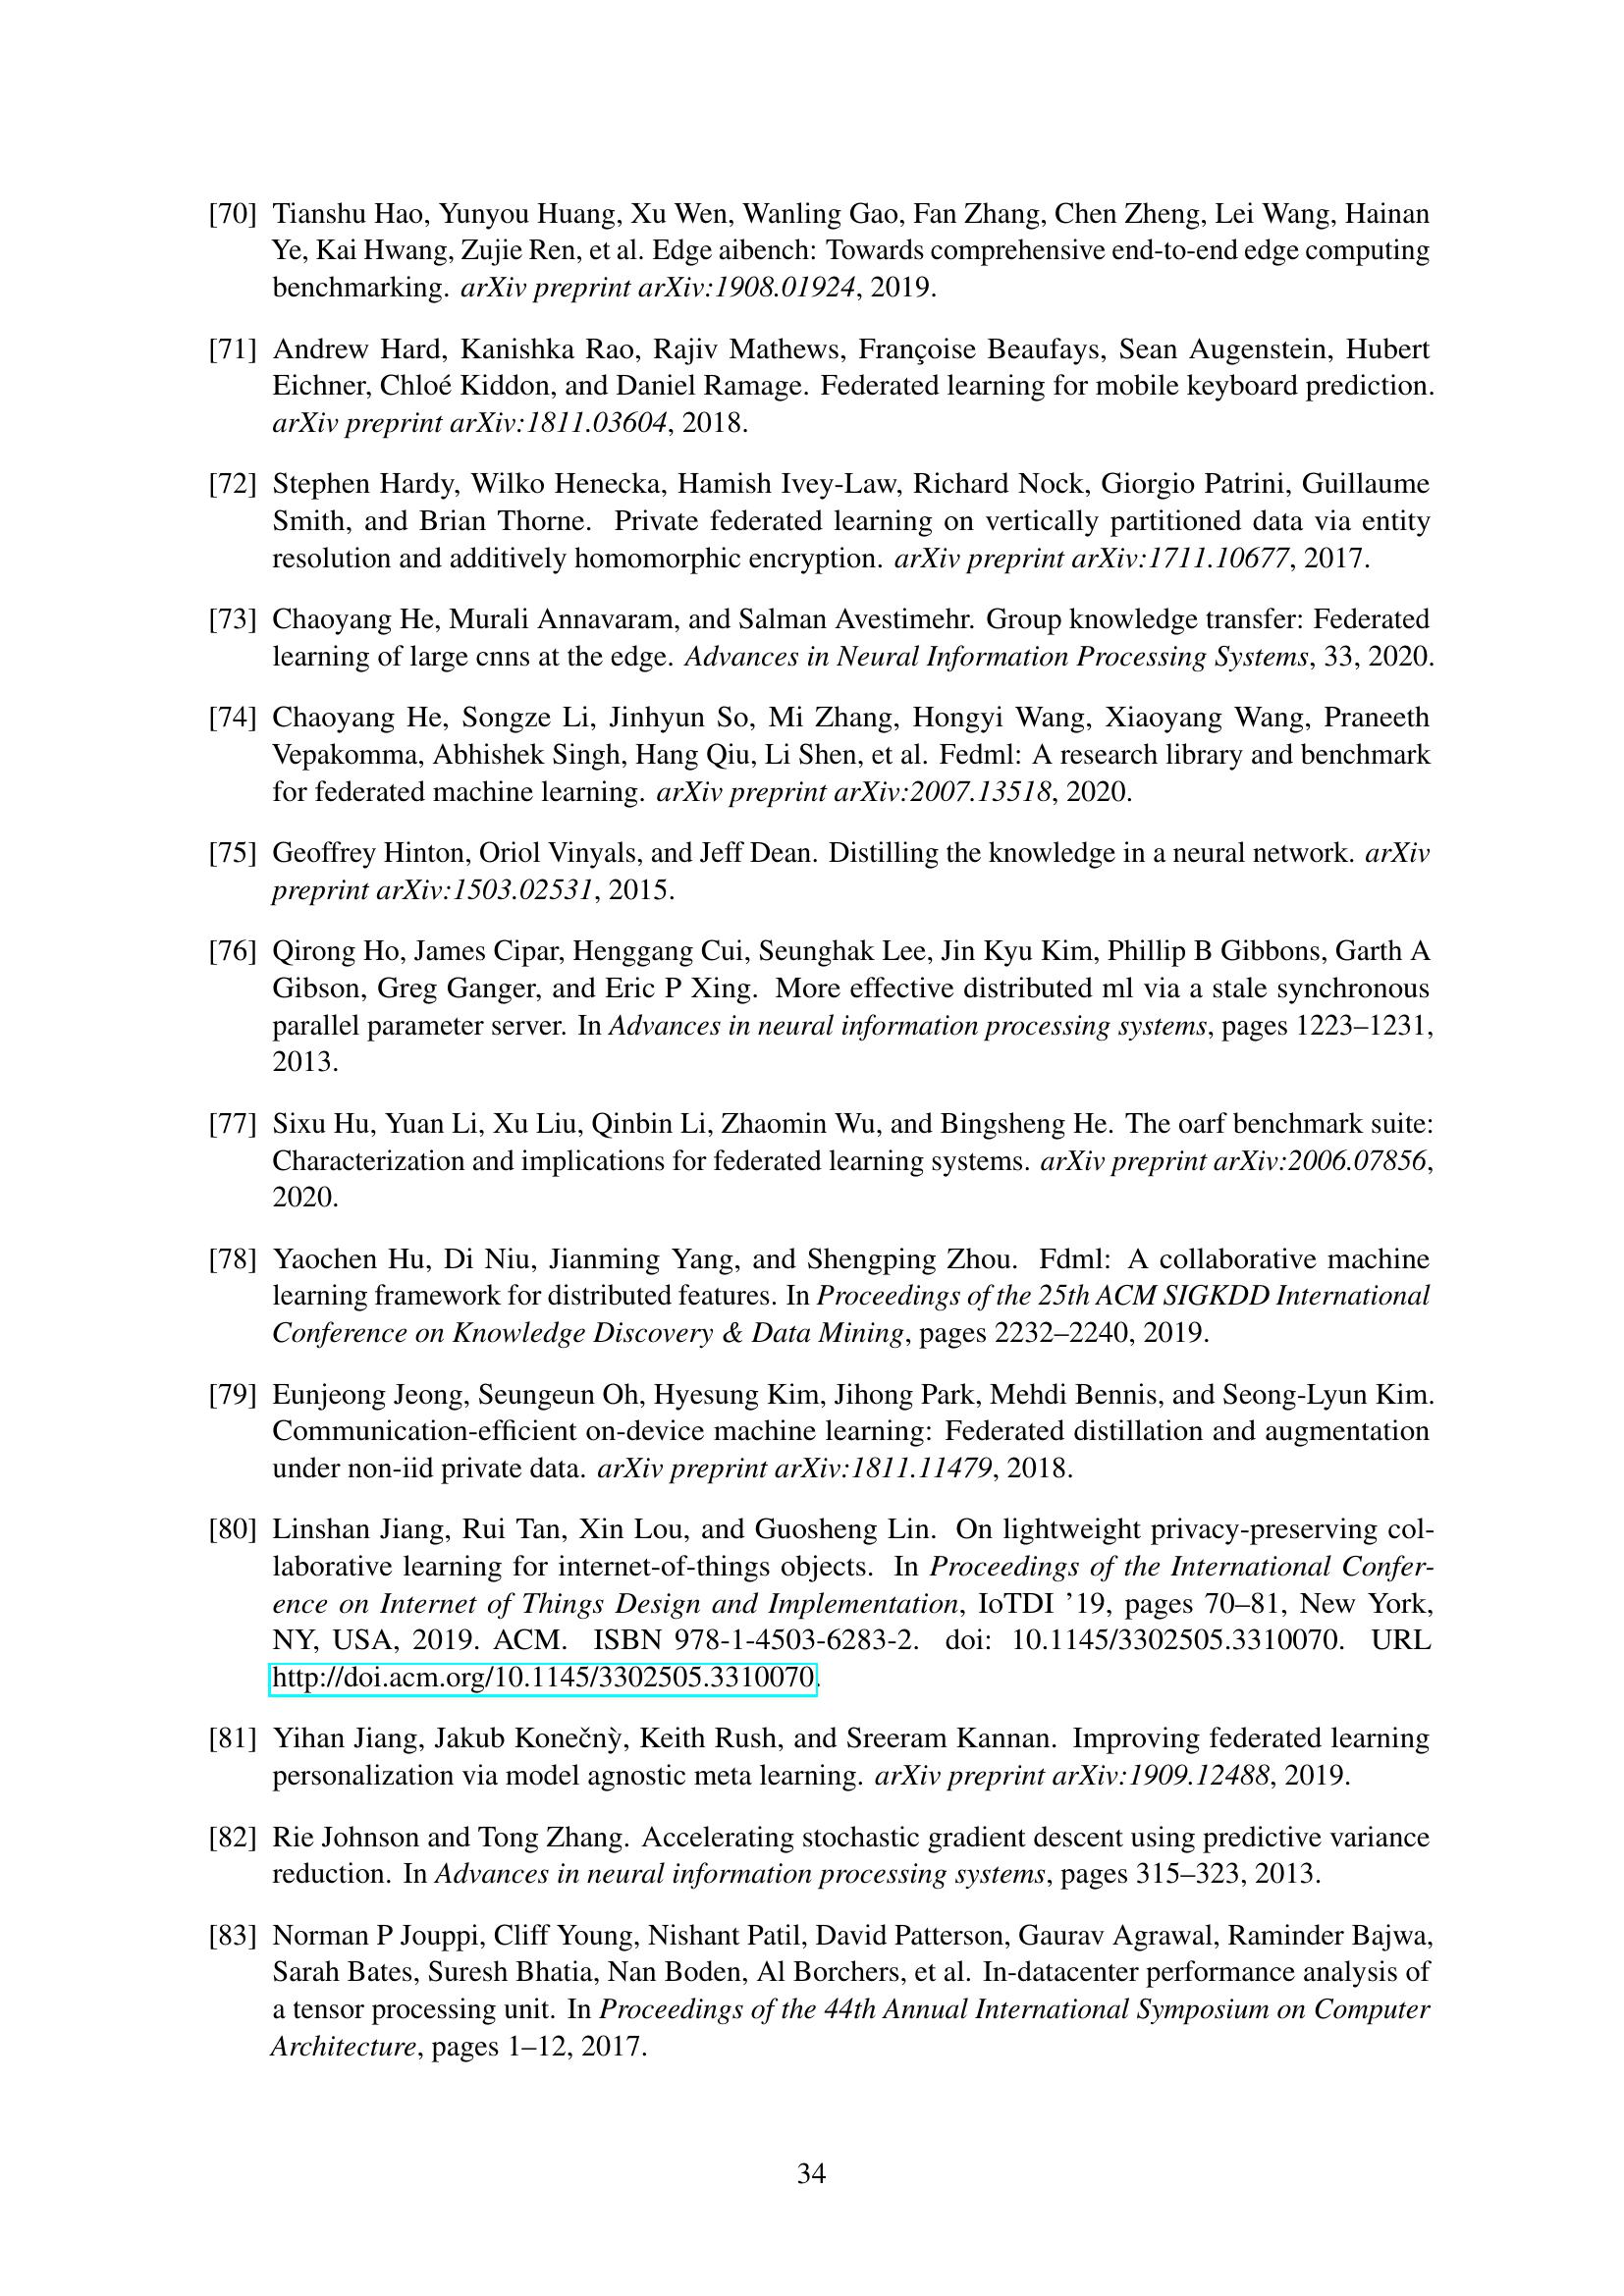 [70] Tianshu Hao, Yunyou Huang, Xu Wen, Wanling Gao, Fan Zhang, Chen Zheng, Lei Wang, Hainan
Ye, Kai Hwang, Zujie Ren, et al. Edge aibench: Towards comprehensive end-to-end edge computing
benchmarking. arXiv preprint arXiv:1908.01924, 2019.
[71] Andrew Hard, Kanishka Rao, Rajiv Mathews, Françoise Beaufays, Sean Augenstein, Hubert
Eichner, Chloé Kiddon, and Daniel Ramage. Federated learning for mobile keyboard prediction.
arXiv preprint arXiv:1811.03604, 2018.
[72] Stephen Hardy, Wilko Henecka, Hamish Ivey-Law, Richard Nock, Giorgio Patrini, Guillaume
Smith, and Brian Thorne. Private federated learning on vertically partitioned data via entity
resolution and additively homomorphic encryption. arXiv preprint arXiv:1711.10677, 2017.
[73] Chaoyang He, Murali Annavaram, and Salman Avestimehr. Group knowledge transfer: Federated
learning of large cnns at the edge. Advances in Neural Information Processing Systems, 33, 2020.
[74] Chaoyang He, Songze Li, Jinhyun So, Mi Zhang, Hongyi Wang, Xiaoyang Wang, Praneeth
Vepakomma, Abhishek Singh, Hang Qiu, Li Shen, et al. Fedml: A research library and benchmark
for federated machine learning. arXiv preprint arXiv:2007.13518, 2020.
[75] Geoffrey Hinton, Oriol Vinyals, and Jeff Dean. Distilling the knowledge in a neural network. arXiv
preprint arXiv:1503.02531, 2015.
[76] Qirong Ho, James Cipar, Henggang Cui, Seunghak Lee, Jin Kyu Kim, Phillip B Gibbons, Garth A
Gibson, Greg Ganger, and Eric P Xing. More effective distributed ml via a stale synchronous
parallel parameter server. In Advances in neural information processing systems, pages 1223–1231,
2013.
[77] Sixu Hu, Yuan Li, Xu Liu, Qinbin Li, Zhaomin Wu, and Bingsheng He. The oarf benchmark suite:
Characterization and implications for federated learning systems. arXiv preprint arXiv:2006.07856,
2020.
[78] Yaochen Hu, Di Niu, Jianming Yang, and Shengping Zhou. Fdml: A collaborative machine
learning framework for distributed features. In Proceedings of the 25th ACM SIGKDD International
Conference on Knowledge Discovery & Data Mining, pages 2232–2240, 2019.
[79] Eunjeong Jeong, Seungeun Oh, Hyesung Kim, Jihong Park, Mehdi Bennis, and Seong-Lyun Kim.
Communication-efficient on-device machine learning: Federated distillation and augmentation
under non-iid private data. arXiv preprint arXiv:1811.11479, 2018.
[80] Linshan Jiang, Rui Tan, Xin Lou, and Guosheng Lin. On lightweight privacy-preserving col-
laborative learning for internet-of-things objects. In Proceedings of the International Confer-
ence on Internet of Things Design and Implementation, IoTDI ’19, pages 70–81, New York,
NY, USA, 2019. ACM. ISBN 978-1-4503-6283-2. doi: 10.1145/3302505.3310070. URL
http://doi.acm.org/10.1145/3302505.3310070.
[81] Yihan Jiang, Jakub Konečnỳ, Keith Rush, and Sreeram Kannan. Improving federated learning
personalization via model agnostic meta learning. arXiv preprint arXiv:1909.12488, 2019.
[82] Rie Johnson and Tong Zhang. Accelerating stochastic gradient descent using predictive variance
reduction. In Advances in neural information processing systems, pages 315–323, 2013.
[83] Norman P Jouppi, Cliff Young, Nishant Patil, David Patterson, Gaurav Agrawal, Raminder Bajwa,
Sarah Bates, Suresh Bhatia, Nan Boden, Al Borchers, et al. In-datacenter performance analysis of
a tensor processing unit. In Proceedings of the 44th Annual International Symposium on Computer
Architecture, pages 1–12, 2017.
34